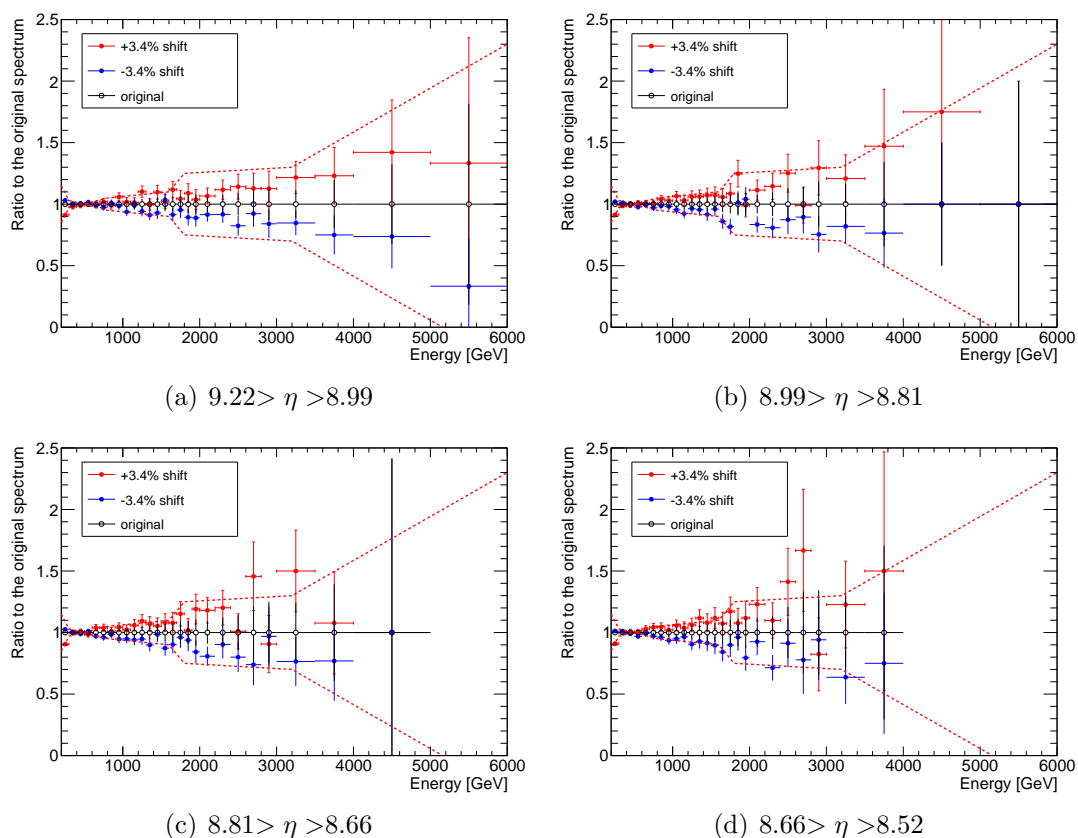 Ratio to the original spectrum
2.5
2
1.5
1
0.5
0
+3.4% shift
-3.4% shift
original
1000 2000 3000 4000 5000 6000
Energy [GeV]
(a) 9.22> η >8.99
Ratio to the original spectrum
2.5
2
1.5
1
0.5
0
+3.4% shift
-3.4% shift
original
1000 2000 3000 4000 5000 6000
Energy [GeV]
(b) 8.99> η >8.81
Ratio to the original spectrum
2.5
2
1.5
1
0.5
0
+3.4% shift
-3.4% shift
original
1000 2000 3000 4000 5000 6000
Energy [GeV]
(c) 8.81> η >8.66
Ratio to the original spectrum
2.5
2
1.5
1
0.5
0
+3.4% shift
-3.4% shift
original
1000 2000 3000 4000 5000 6000
Energy [GeV]
(d) 8.66> η >8.52